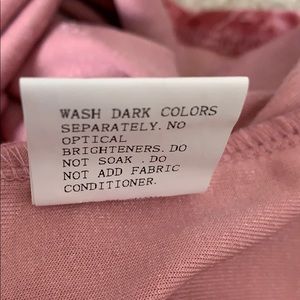 WASH DARK COLORS
SEPARATELY. NO
OPTICAL
BRIGHTENERS. DO
NOT SOAK . DO
NOT ADD FABRIC
CONDITIONER.